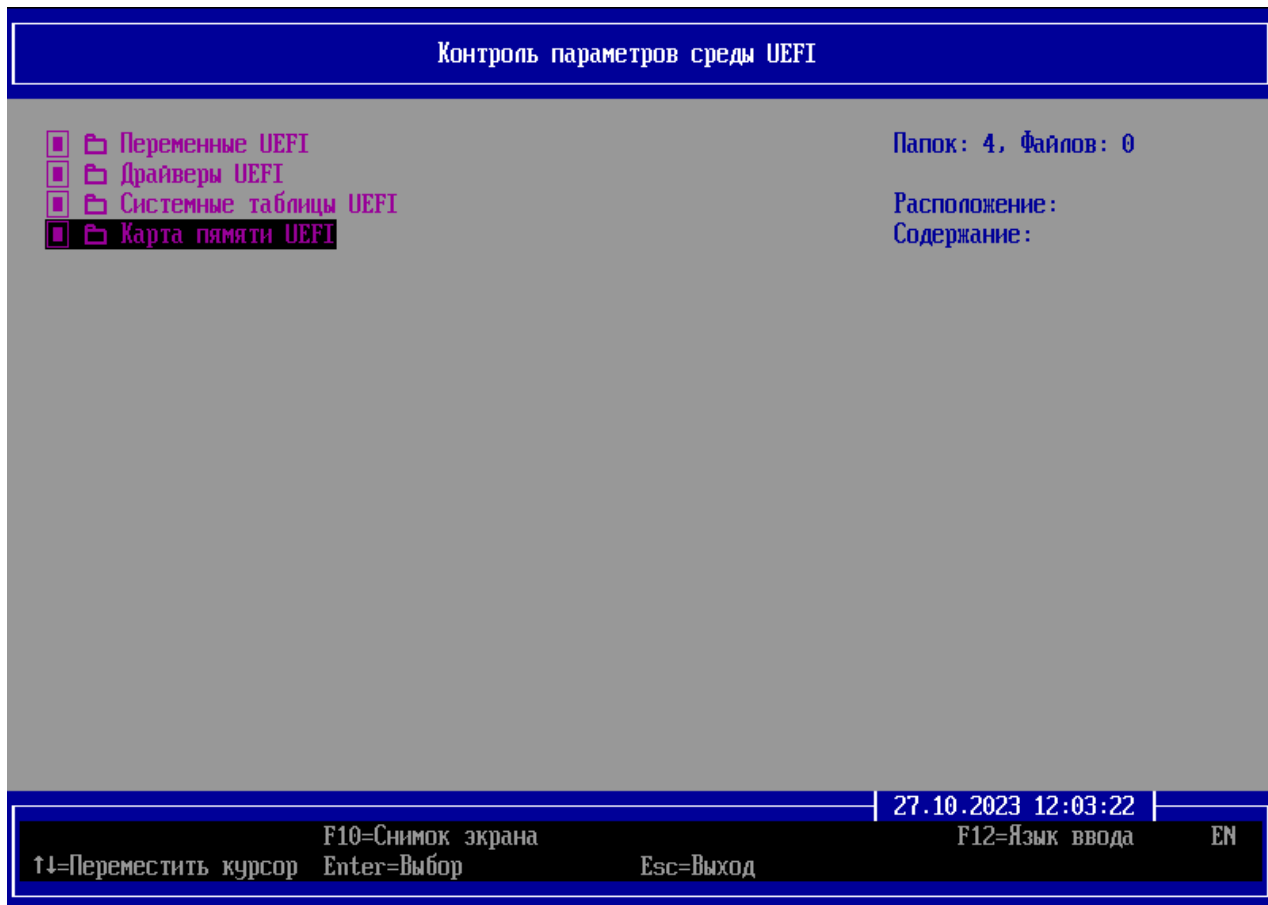 Контроль параметров среды UEFI
Переменные UEFI
Драйверы UEFI
Системные таблицы UEFI
Карта пямяти UEFI
Папок: 4, Файлов: 0
Расположение:
Содержание:
27.10.2023 12:03:22
F10=Снимок экрана F12=Язык ввода EN
↑↓=Переместить курсор Enter=Выбор Esc=Выход